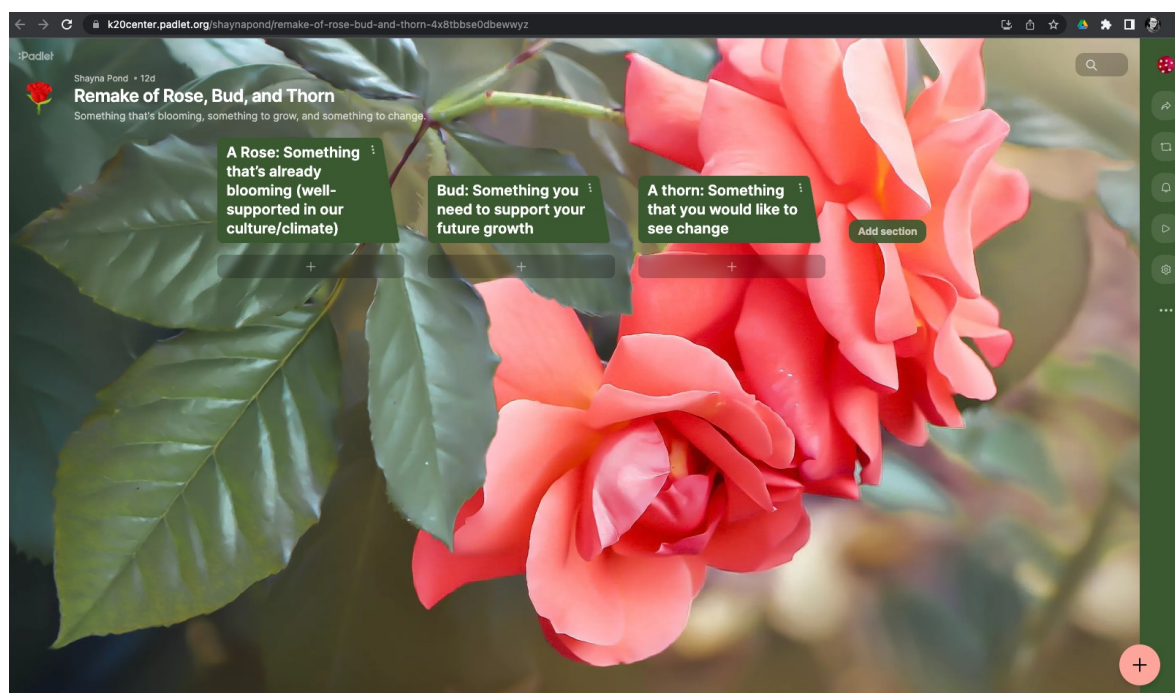 k20center.padlet.org/shaynapond/remake-of-rose-bud-and-thorn-4x8tbbse0dbewwyz
:Padlet
Shayna Pond • 12d
Remake of Rose, Bud, and Thorn
Something that's blooming, something to grow, and something to change.
A Rose: Something
that's already
blooming (well-
supported in our
culture/climate)
Bud: Something you
need to support your
future growth
A thorn: Something
that you would like to
see change
Add section